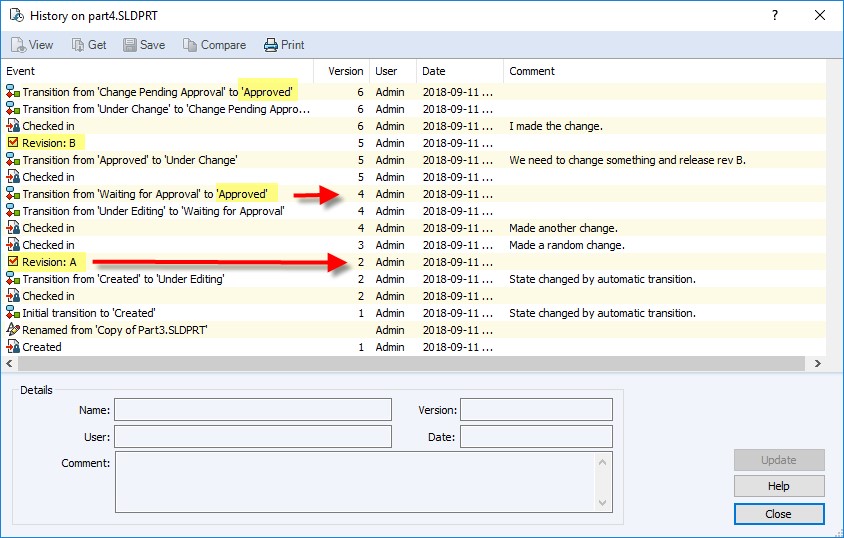 History on part4.SLDPRT
View Get Save Compare Print
Event Version User Date Comment
Transition from 'Change Pending Approval' to 'Approved' 6 Admin 2018-09-11 ...
Transition from 'Under Change' to 'Change Pending Appro... 6 Admin 2018-09-11 ...
Checked in 6 Admin 2018-09-11 ... I made the change.
Revision: B 5 Admin 2018-09-11 ...
Transition from 'Approved' to 'Under Change' 5 Admin 2018-09-11 ... We need to change something and release rev B.
Checked in 5 Admin 2018-09-11 ...
Transition from 'Waiting for Approval' to 'Approved' 4 Admin 2018-09-11 ...
Transition from 'Under Editing' to 'Waiting for Approval' 4 Admin 2018-09-11 ...
Checked in 4 Admin 2018-09-11 ... Made another change.
Checked in 3 Admin 2018-09-11 ... Made a random change.
Revision: A 2 Admin 2018-09-11 ...
Transition from 'Created' to 'Under Editing' 2 Admin 2018-09-11 ... State changed by automatic transition.
Checked in 2 Admin 2018-09-11 ...
Initial transition to 'Created' 1 Admin 2018-09-11 ... State changed by automatic transition.
Renamed from 'Copy of Part3.SLDPRT' Admin 2018-09-11 ...
Created 1 Admin 2018-09-11 ...
Details
Name: Version:
User: Date:
Comment:
Update
Help
Close